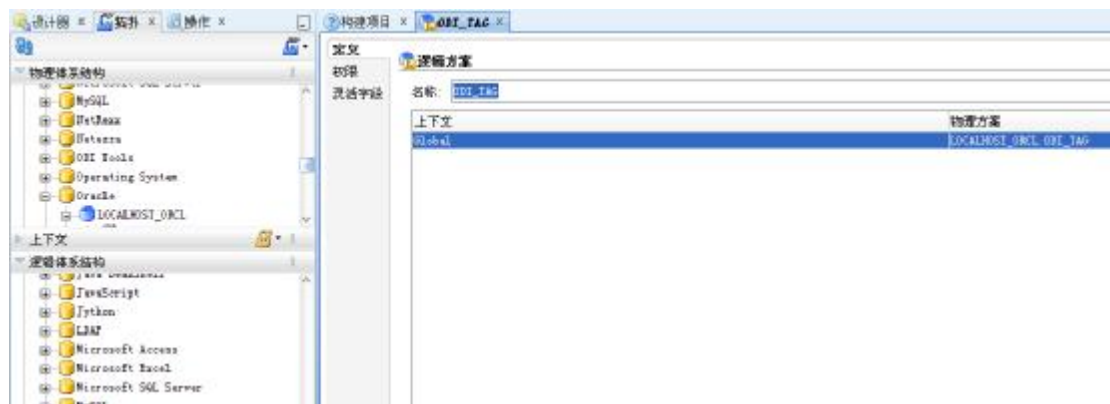 设计器 × 拓扑 × 操作 ×
构建项目 × ODI_TAG ×
物理体系结构
MySQL
NetRexx
Netezza
ODI Tools
Operating System
Oracle
LOCALHOST_ORCL
上下文
逻辑体系结构
JavaScript
Jython
LDAP
Microsoft Access
Microsoft Excel
Microsoft SQL Server
定义
权限
灵活字段
逻辑方案
名称: ODI_TAG
上下文 物理方案
Global LOCALHOST_ORCL.ODI_TAG